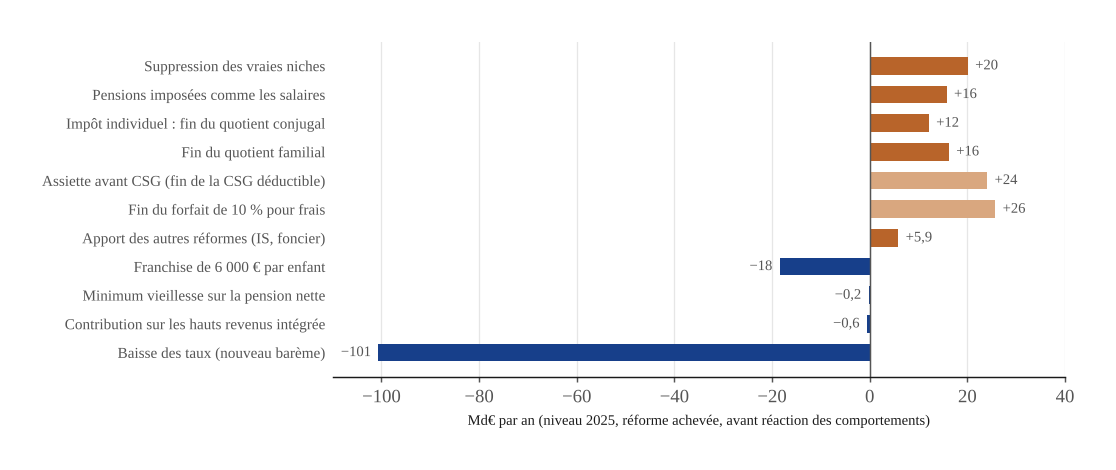 Suppression des vraies niches +20
Pensions imposées comme les salaires +16
Impôt individuel : fin du quotient conjugal +12
Fin du quotient familial +16
Assiette avant CSG (fin de la CSG déductible) +24
Fin du forfait de 10 % pour frais +26
Apport des autres réformes (IS, foncier) +5,9
Franchise de 6 000 € par enfant −18
Minimum vieillesse sur la pension nette −0,2
Contribution sur les hauts revenus intégrée −0,6
Baisse des taux (nouveau barème) −101
−100 −80 −60 −40 −20 0 20 40
Md€ par an (niveau 2025, réforme achevée, avant réaction des comportements)